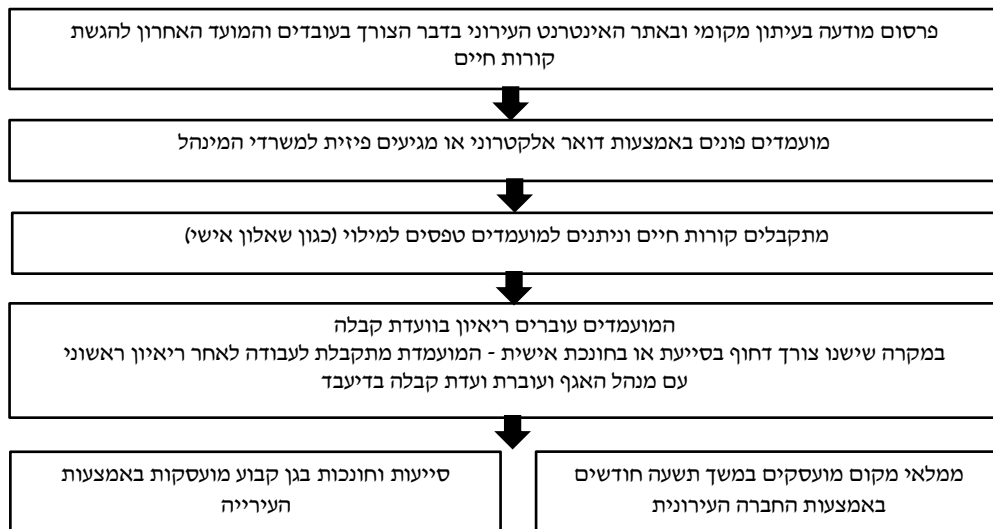 פרסום מודעה בעיתון מקומי ובאתר האינטרנט העירוני בדבר הצורך בעובדים והמועד האחרון להגשת
קורות חיים
מועמדים פונים באמצעות דואר אלקטרוני או מגיעים פיזית למשרדי המינהל
מתקבלים קורות חיים וניתנים למועמדים טפסים למילוי (כגון שאלון אישי)
המועמדים עוברים ריאיון בוועדת קבלה
במקרה שישנו צורך דחוף בסייעת או בחונכת אישית - המועמדת מתקבלת לעבודה לאחר ריאיון ראשוני
עם מנהל האגף ועוברת ועדת קבלה בדיעבד
ממלאי מקום מועסקים במשך תשעה חודשים
באמצעות החברה העירונית
סייעות וחונכות בגן קבוע מועסקות באמצעות
העירייה